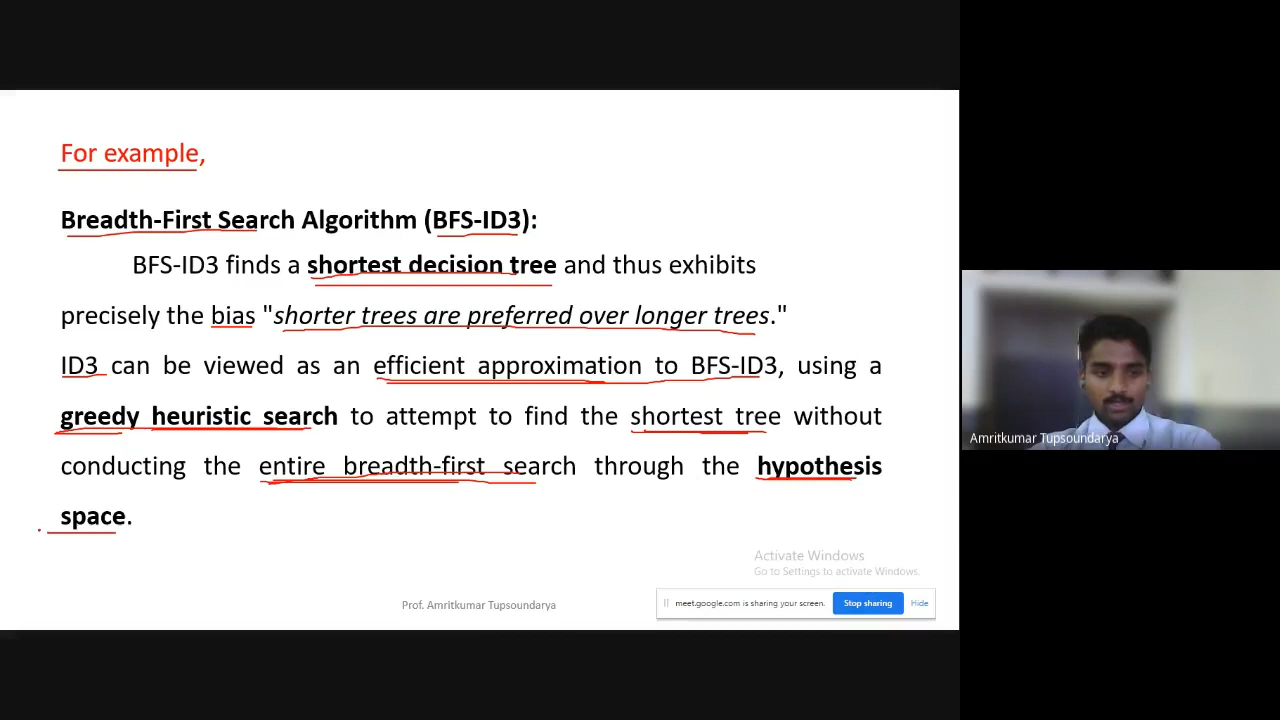 For example,
Breadth-First Search Algorithm (BFS-ID3):
BFS-ID3 finds a shortest decision tree and thus exhibits
precisely the bias "shorter trees are preferred over longer trees."
ID3 can be viewed as an efficient approximation to BFS-ID3, using a
greedy heuristic search to attempt to find the shortest tree without
conducting the entire breadth-first search through the hypothesis
space.
Activate Windows
Go to Settings to activate Windows.
Prof. Amritkumar Tupsoundarya
meet.google.com is sharing your screen. Stop sharing Hide
Amritkumar Tupsoundarya